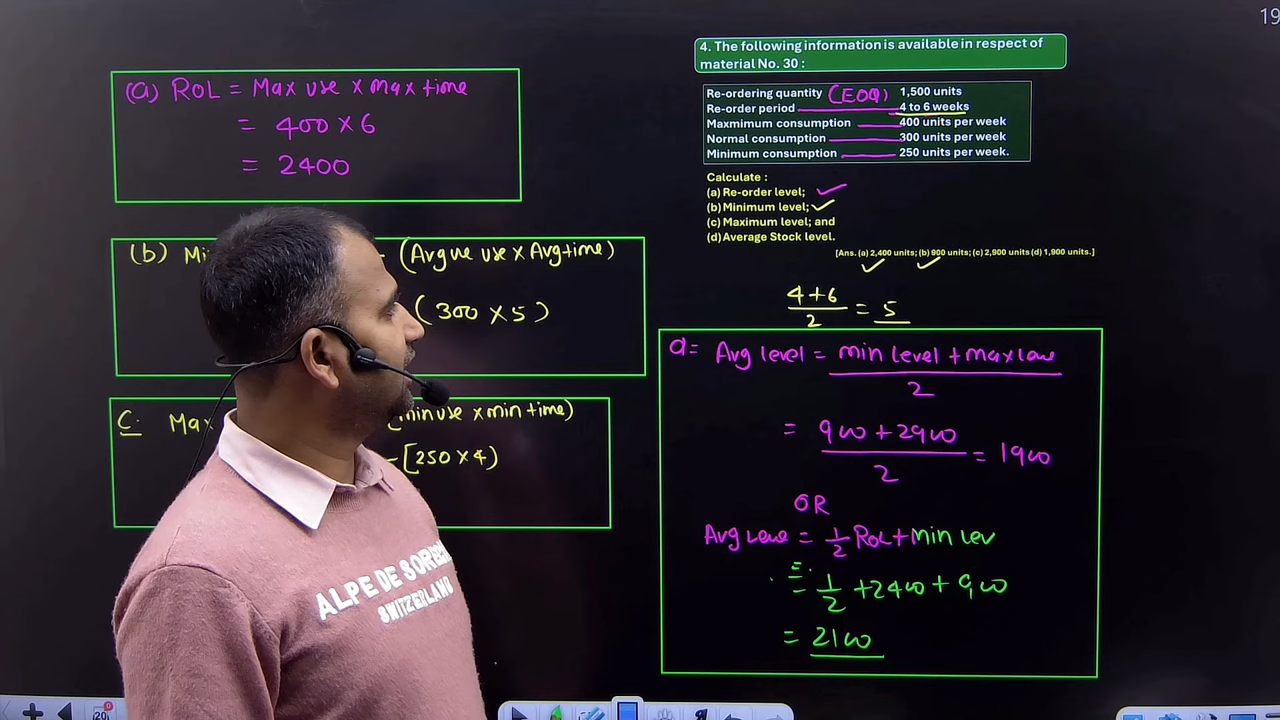 19
4. The following information is available in respect of
material No. 30 :
Re-ordering quantity (EOQ) 1,500 units
Re-order period 4 to 6 weeks
Maxmimum consumption 400 units per week
Normal consumption 300 units per week
Minimum consumption 250 units per week.
Calculate :
(a) Re-order level;
(b) Minimum level;
(c) Maximum level; and
(d) Average Stock level.
[Ans. (a) 2,400 units; (b) 900 units; (c) 2,900 units (d) 1,900 units.]
(a) ROL = Max use × max time
= 400 × 6
= 2400
(b) Mi - (Avgue use × Avg time)
( 300 × 5 )
C. Max (min use × min time)
- [250 × 4)
4+6 / 2 = 5
d = Avg level = min level + max law / 2
= 900 + 2900 / 2 = 1900
OR
Avg Level = 1/2 ROL + Min Lev
= 1/2 + 2400 + 900
= 2100
ALPE DE SORBE
SWITZERLAND
20